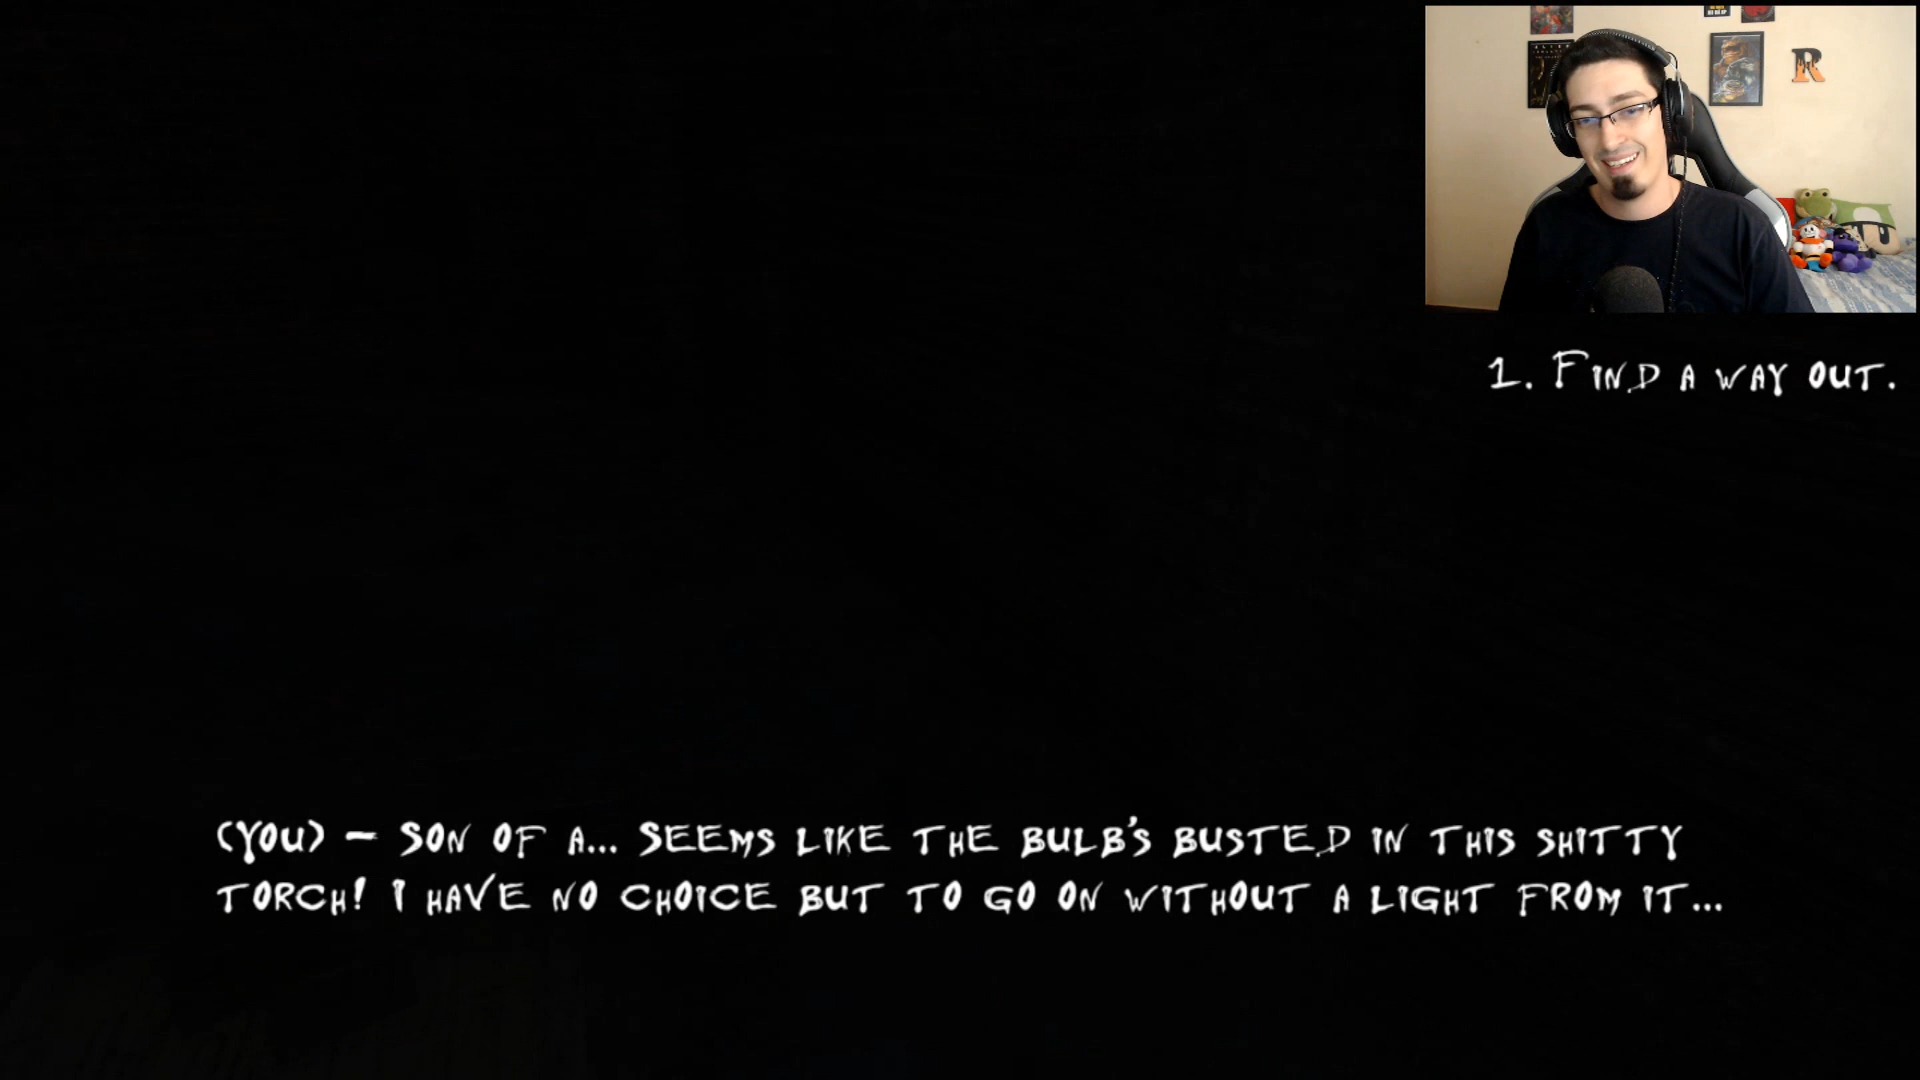 R
1. FIND A WAY OUT.
(YOU) – SON OF A... SEEMS LIKE THE BULB'S BUSTED IN THIS SHITTY
TORCH! I HAVE NO CHOICE BUT TO GO ON WITHOUT A LIGHT FROM IT...